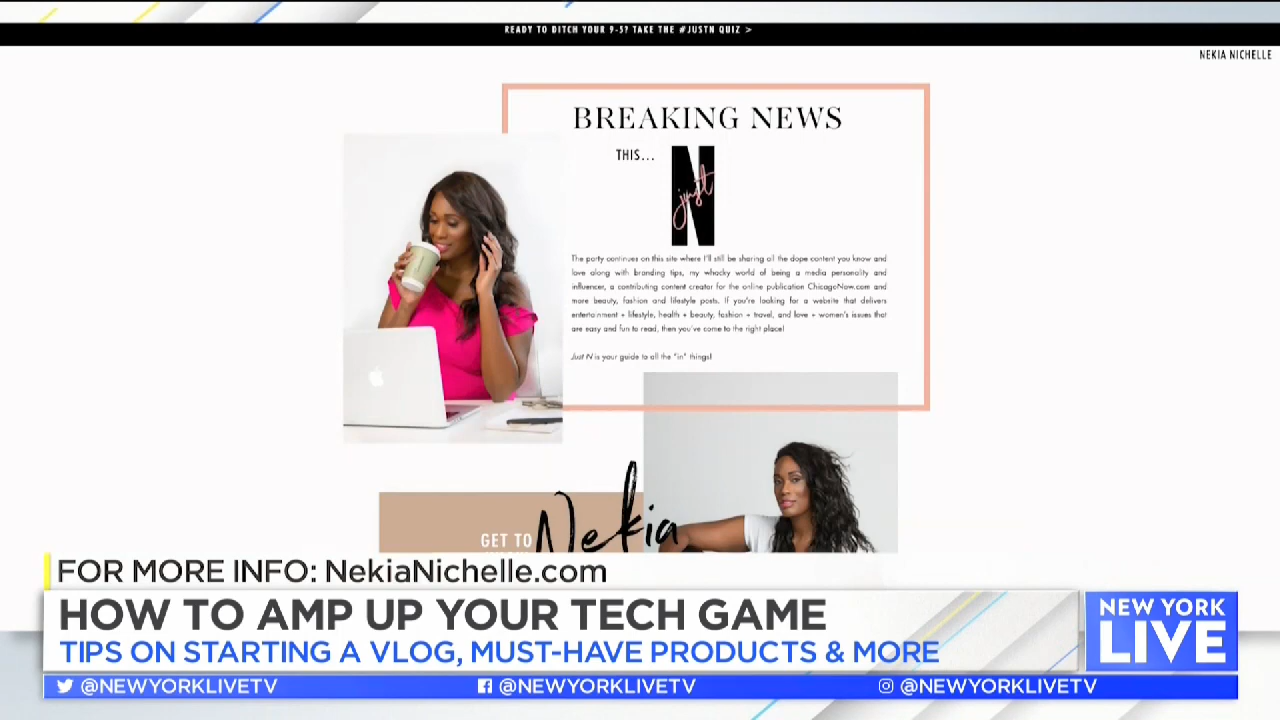 READY TO DITCH YOUR 9-5? TAKE THE #JUSTN QUIZ >
NEKIA NICHELLE
BREAKING NEWS
THIS...
N
just
The party continues on this site where I'll still be sharing all the dope content you know and
love along with branding tips, my whacky world of being a media personality and
influencer, a contributing content creator for the online publication ChicagoNow.com and
more beauty, fashion and lifestyle posts. If you're looking for a website that delivers
entertainment + lifestyle, health + beauty, fashion + travel, and love + women's issues that
are easy and fun to read, then you've come to the right place!
Just N is your guide to all the "in" things!
GET TO
Nekia
FOR MORE INFO: NekiaNichelle.com
HOW TO AMP UP YOUR TECH GAME
TIPS ON STARTING A VLOG, MUST-HAVE PRODUCTS & MORE
NEW YORK
LIVE
@NEWYORKLIVETV
@NEWYORKLIVETV
@NEWYORKLIVETV